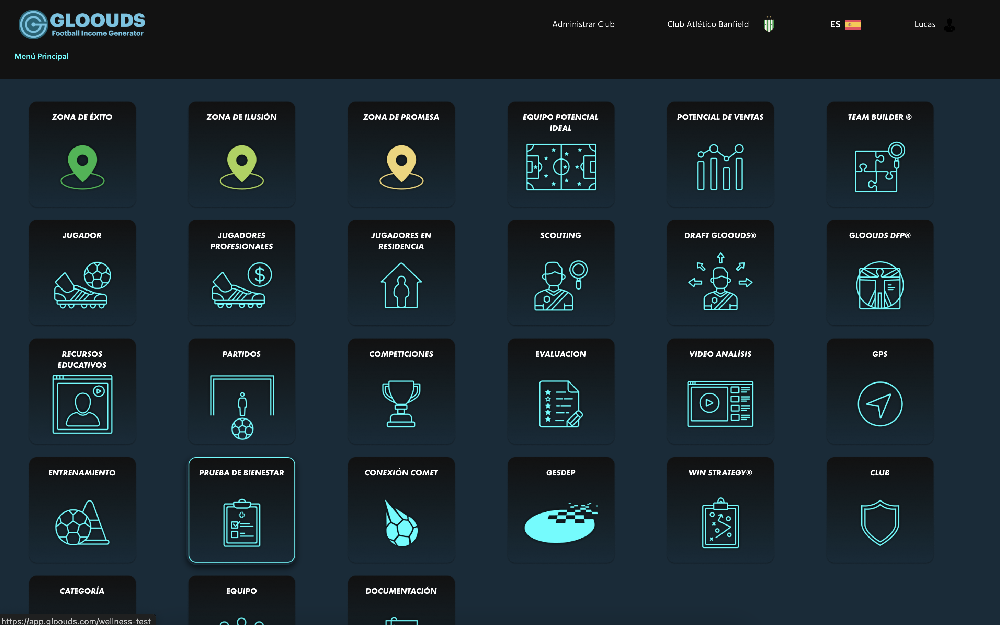 GLOOUDS
Football Income Generator
Administrar Club
Club Atlético Banfield
ES
Lucas
Menú Principal
ZONA DE ÉXITO
ZONA DE ILUSIÓN
ZONA DE PROMESA
EQUIPO POTENCIAL
IDEAL
POTENCIAL DE VENTAS
TEAM BUILDER ®
JUGADOR
JUGADORES
PROFESIONALES
JUGADORES EN
RESIDENCIA
SCOUTING
DRAFT GLOOUDS®
GLOOUDS DFP®
$
RECURSOS
EDUCATIVOS
PARTIDOS
COMPETICIONES
EVALUACION
VIDEO ANALÍSIS
GPS
ENTRENAMIENTO
PRUEBA DE BIENESTAR
CONEXIÓN COMET
GESDEP
WIN STRATEGY®
CLUB
CATEGORÍA
EQUIPO
DOCUMENTACIÓN
https://app.gloouds.com/wellness-test